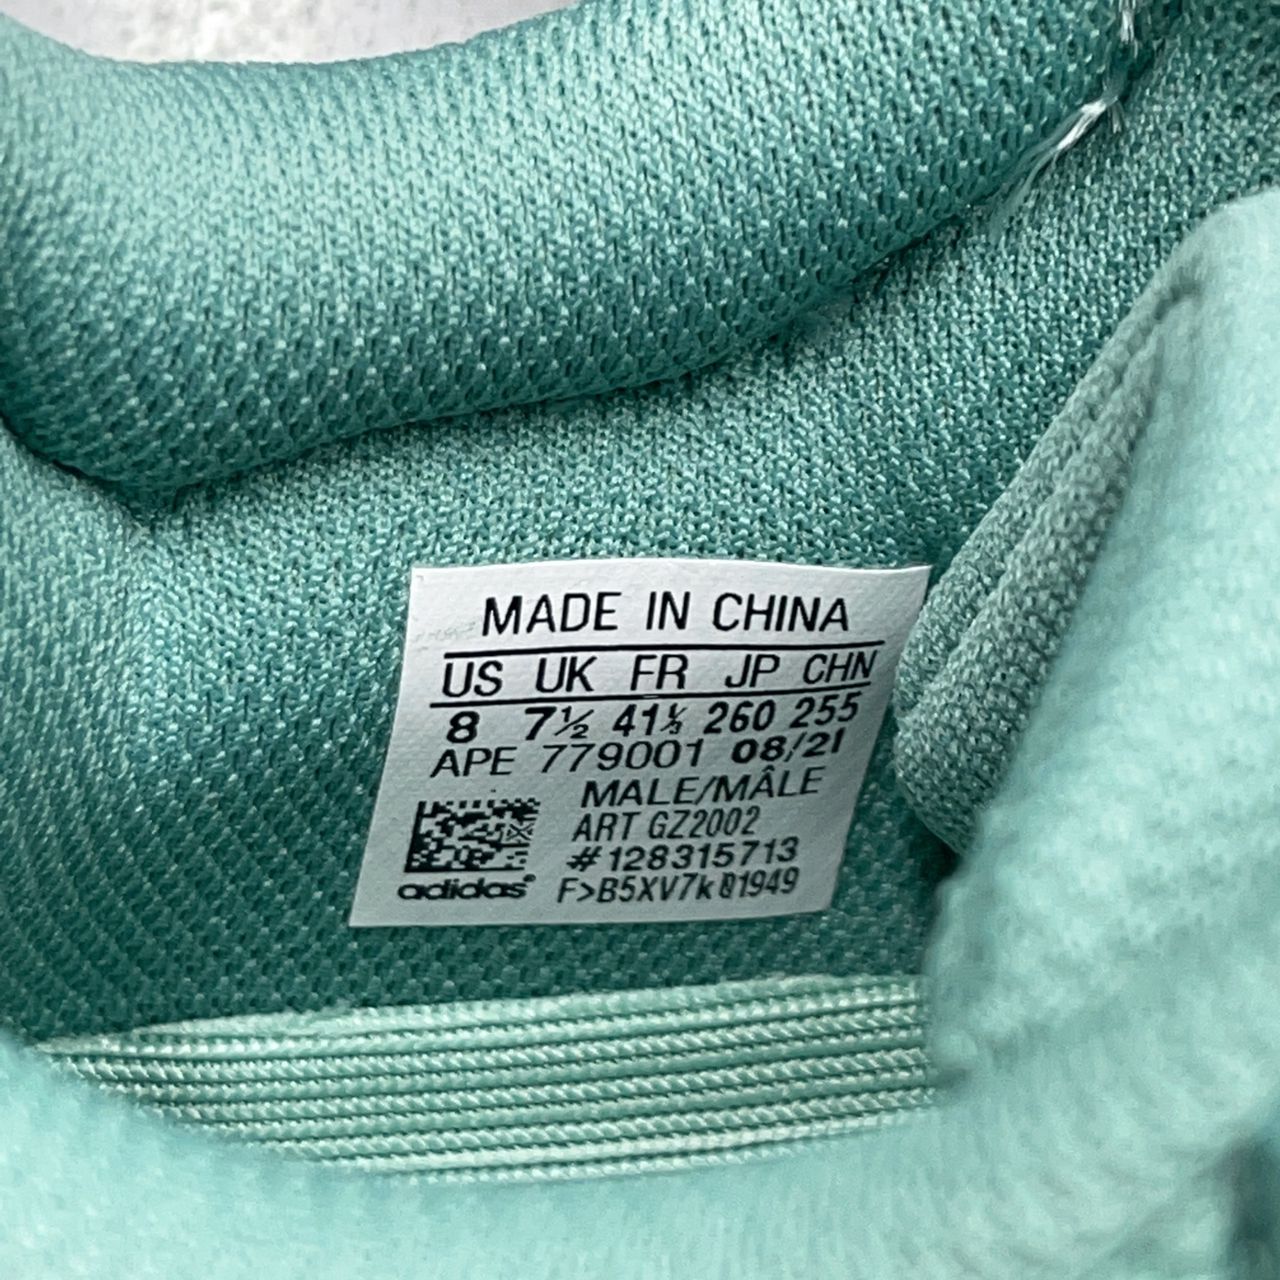 MADE IN CHINA
US UK FR JP CHN
8 7½ 41⅓ 260 255
APE 779001 08/21
MALE/MÂLE
ART GZ2002
#128315713
adidas® F>B5XV7k01949